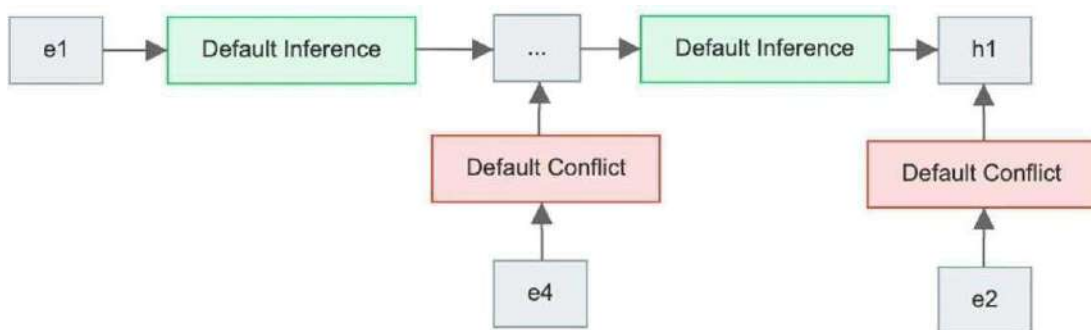 e1
Default Inference
...
Default Inference
h1
Default Conflict
Default Conflict
e4
e2